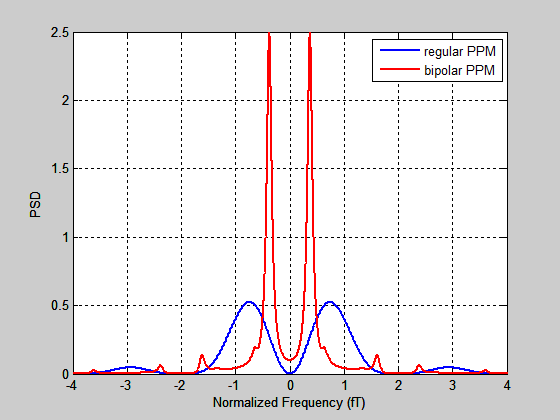 2.5
regular PPM
bipolar PPM
2
1.5
PSD
1
0.5
0
-4 -3 -2 -1 0 1 2 3 4
Normalized Frequency (fT)